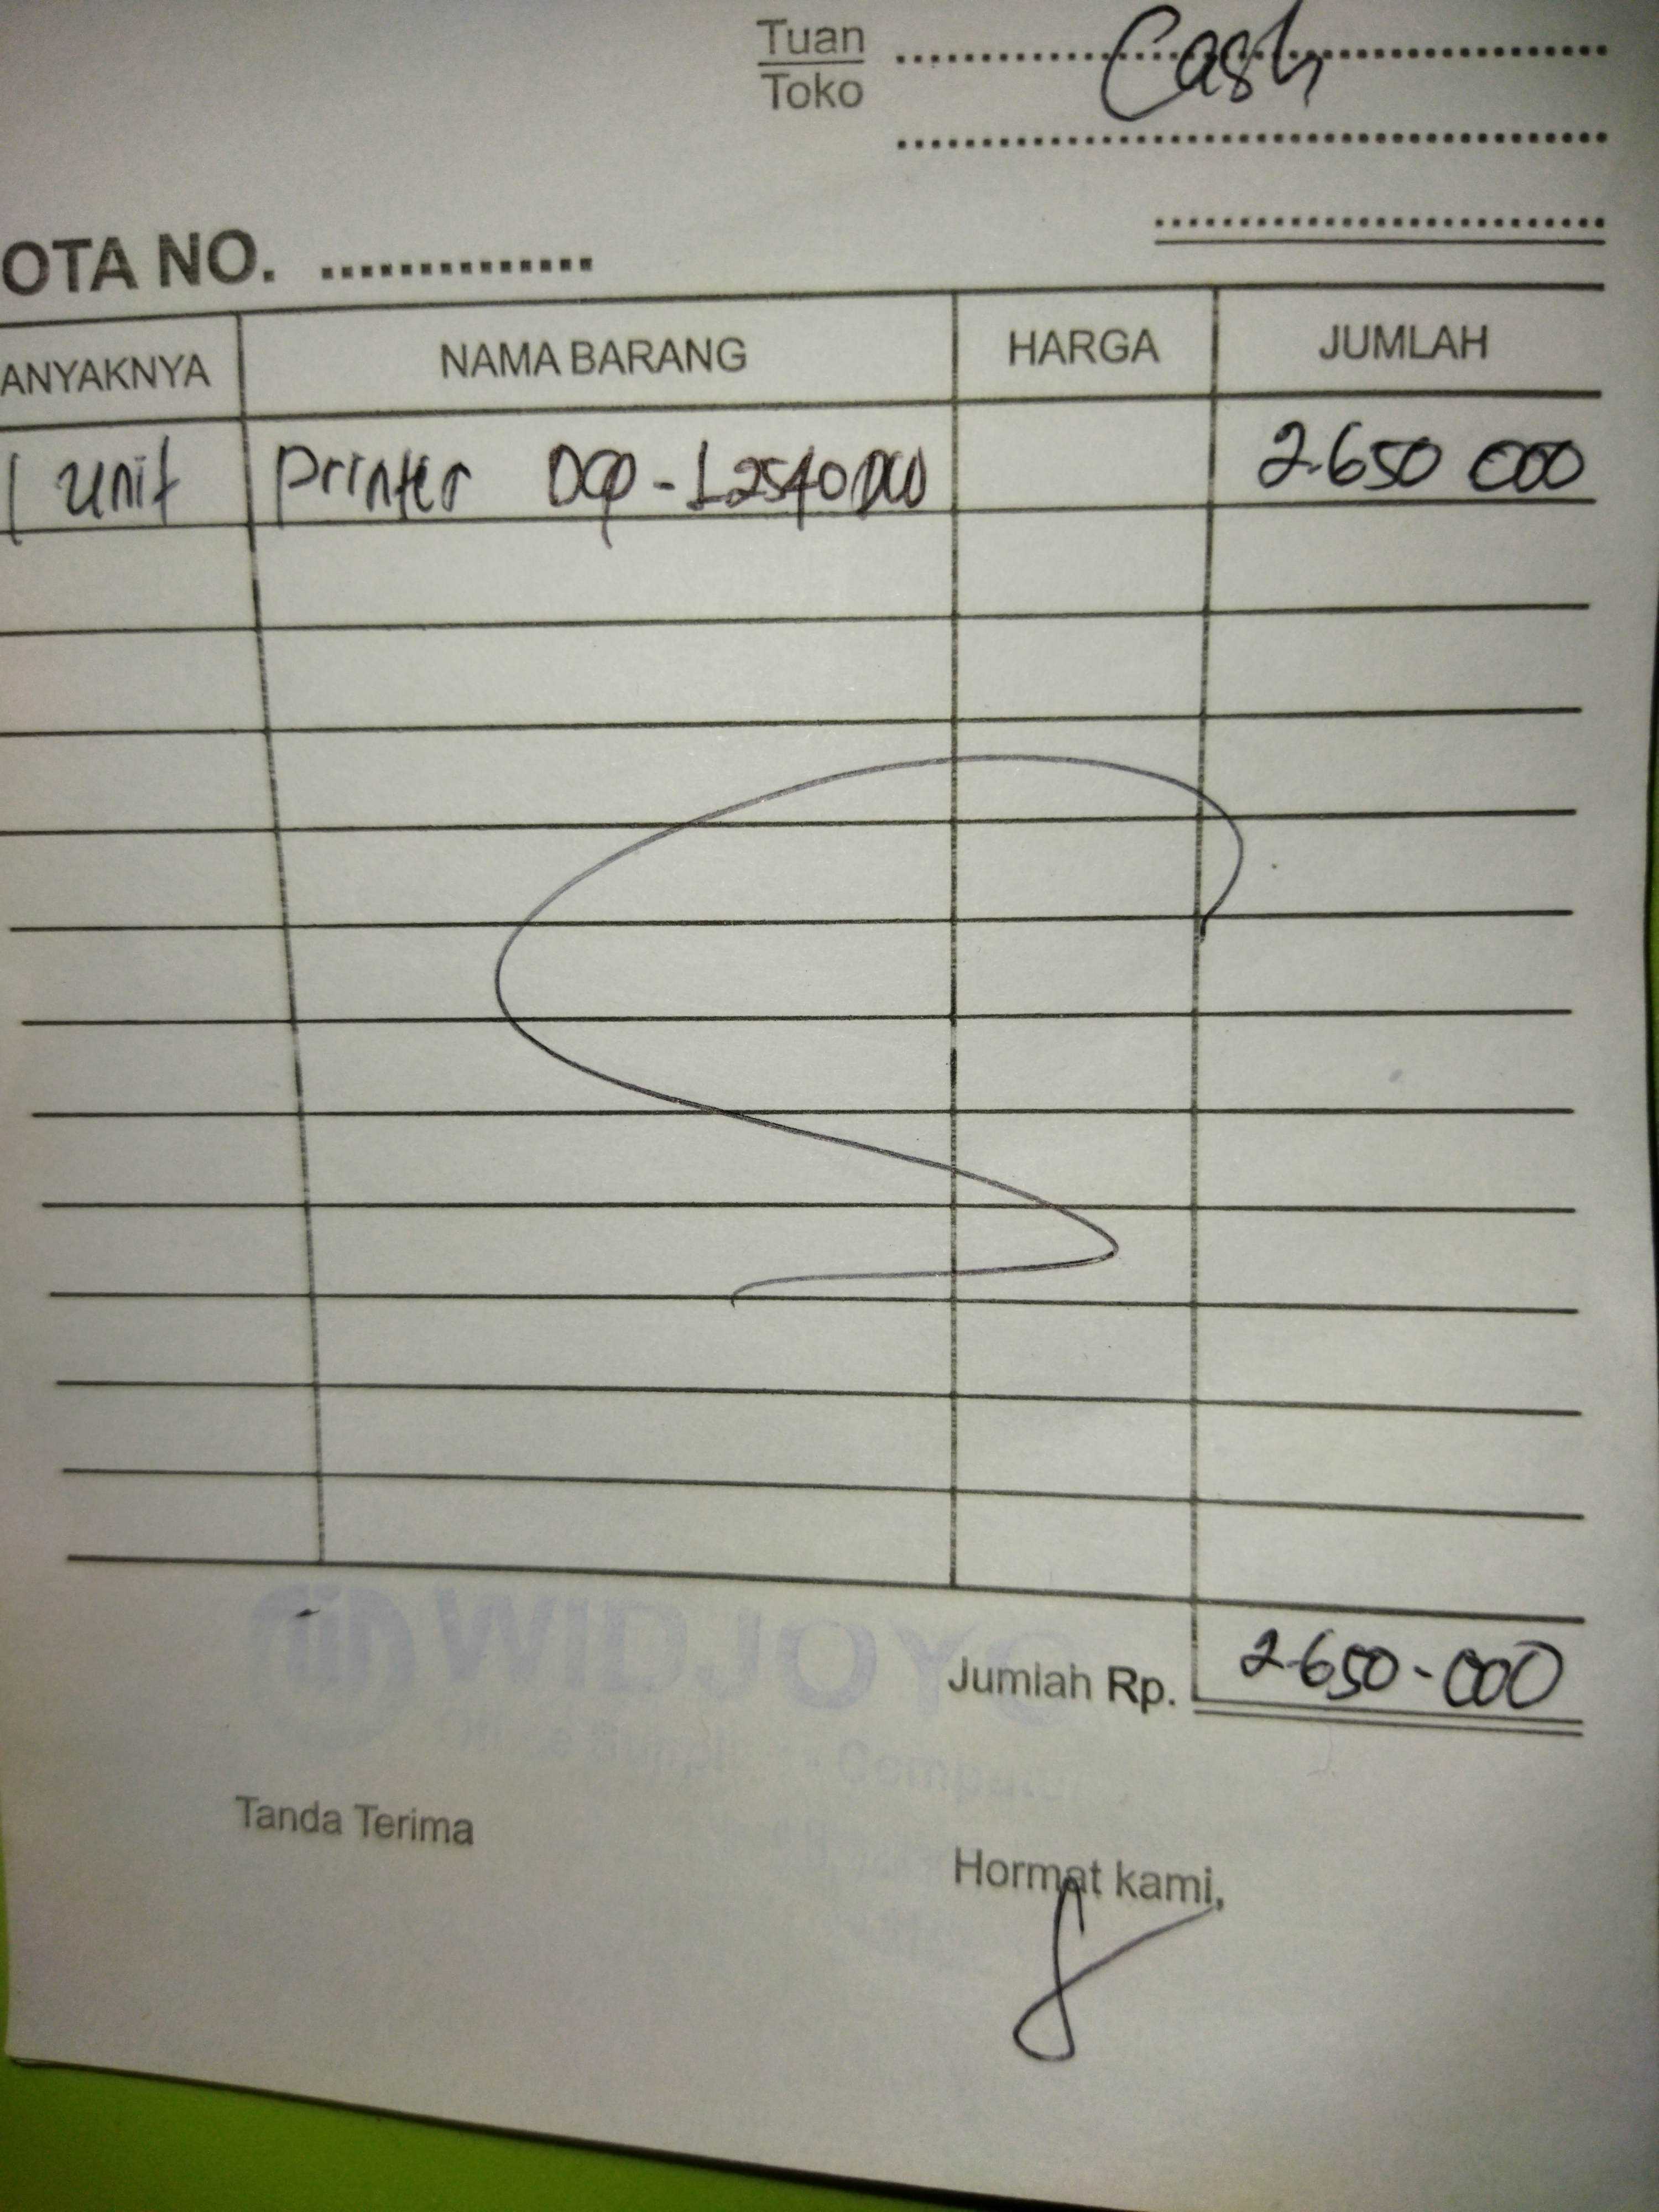 Tuan Cash
Toko
OTA NO. ...............
ANYAKNYA NAMA BARANG HARGA JUMLAH
1 unit Printer DCP-L2540DW 2.650 000
WIDJOYO
Jumlah Rp. 2.650.000
Tanda Terima
Hormat kami,